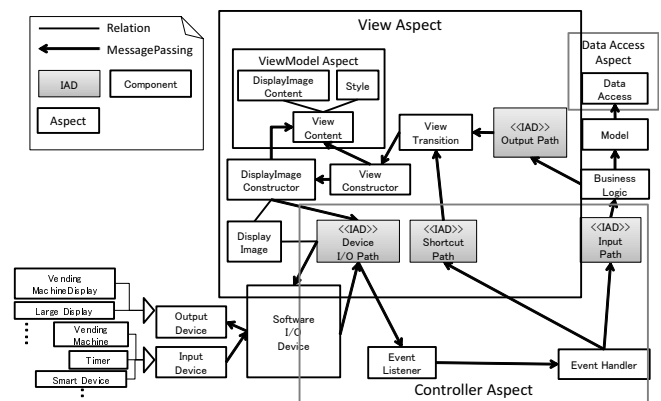 Relation
MessagePassing
IAD
Component
Aspect
View Aspect
ViewModel Aspect
DisplayImage
Content
Style
View
Content
Data Access
Aspect
Data
Access
View
Transition
<<IAD>>
Output Path
Model
DisplayImage
Constructor
View
Constructor
Business
Logic
Display
Image
<<IAD>>
Device
I/O Path
<<IAD>>
Shortcut
Path
<<IAD>>
Input
Path
Vending
MachineDisplay
Large Display
Vending
Machine
Timer
Smart Device
Output
Device
Input
Device
Software
I/O
Device
Event
Listener
Event Handler
Controller Aspect